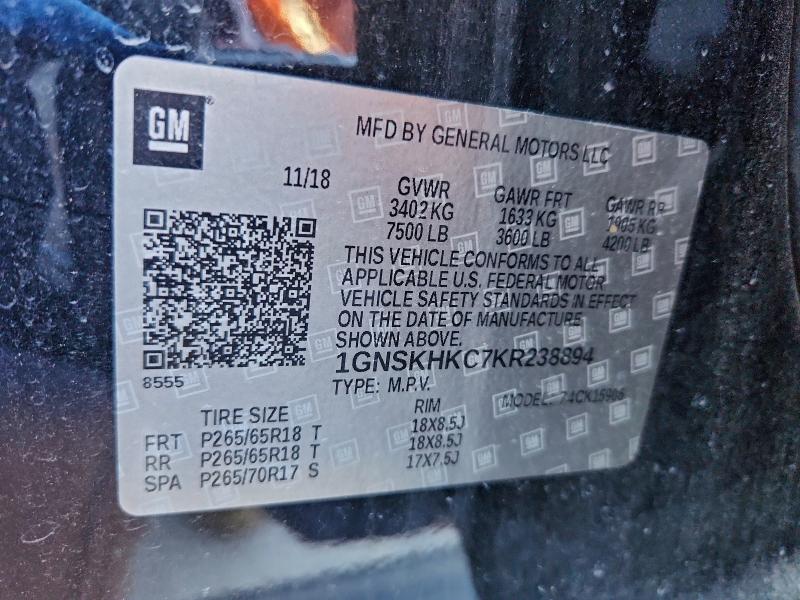 GM
MFD BY GENERAL MOTORS LLC
11/18
GVWR GAWR FRT GAWR RR
3402 KG 1633 KG 1905 KG
7500 LB 3600 LB 4200 LB
THIS VEHICLE CONFORMS TO ALL
APPLICABLE U.S. FEDERAL MOTOR
VEHICLE SAFETY STANDARDS IN EFFECT
ON THE DATE OF MANUFACTURE
SHOWN ABOVE.
1GNSKHKC7KR238894
8555
TYPE: M.P.V. MODEL:
TIRE SIZE RIM
FRT P265/65R18 T 18X8.5J
RR P265/65R18 T 18X8.5J
SPA P265/70R17 S 17X7.5J